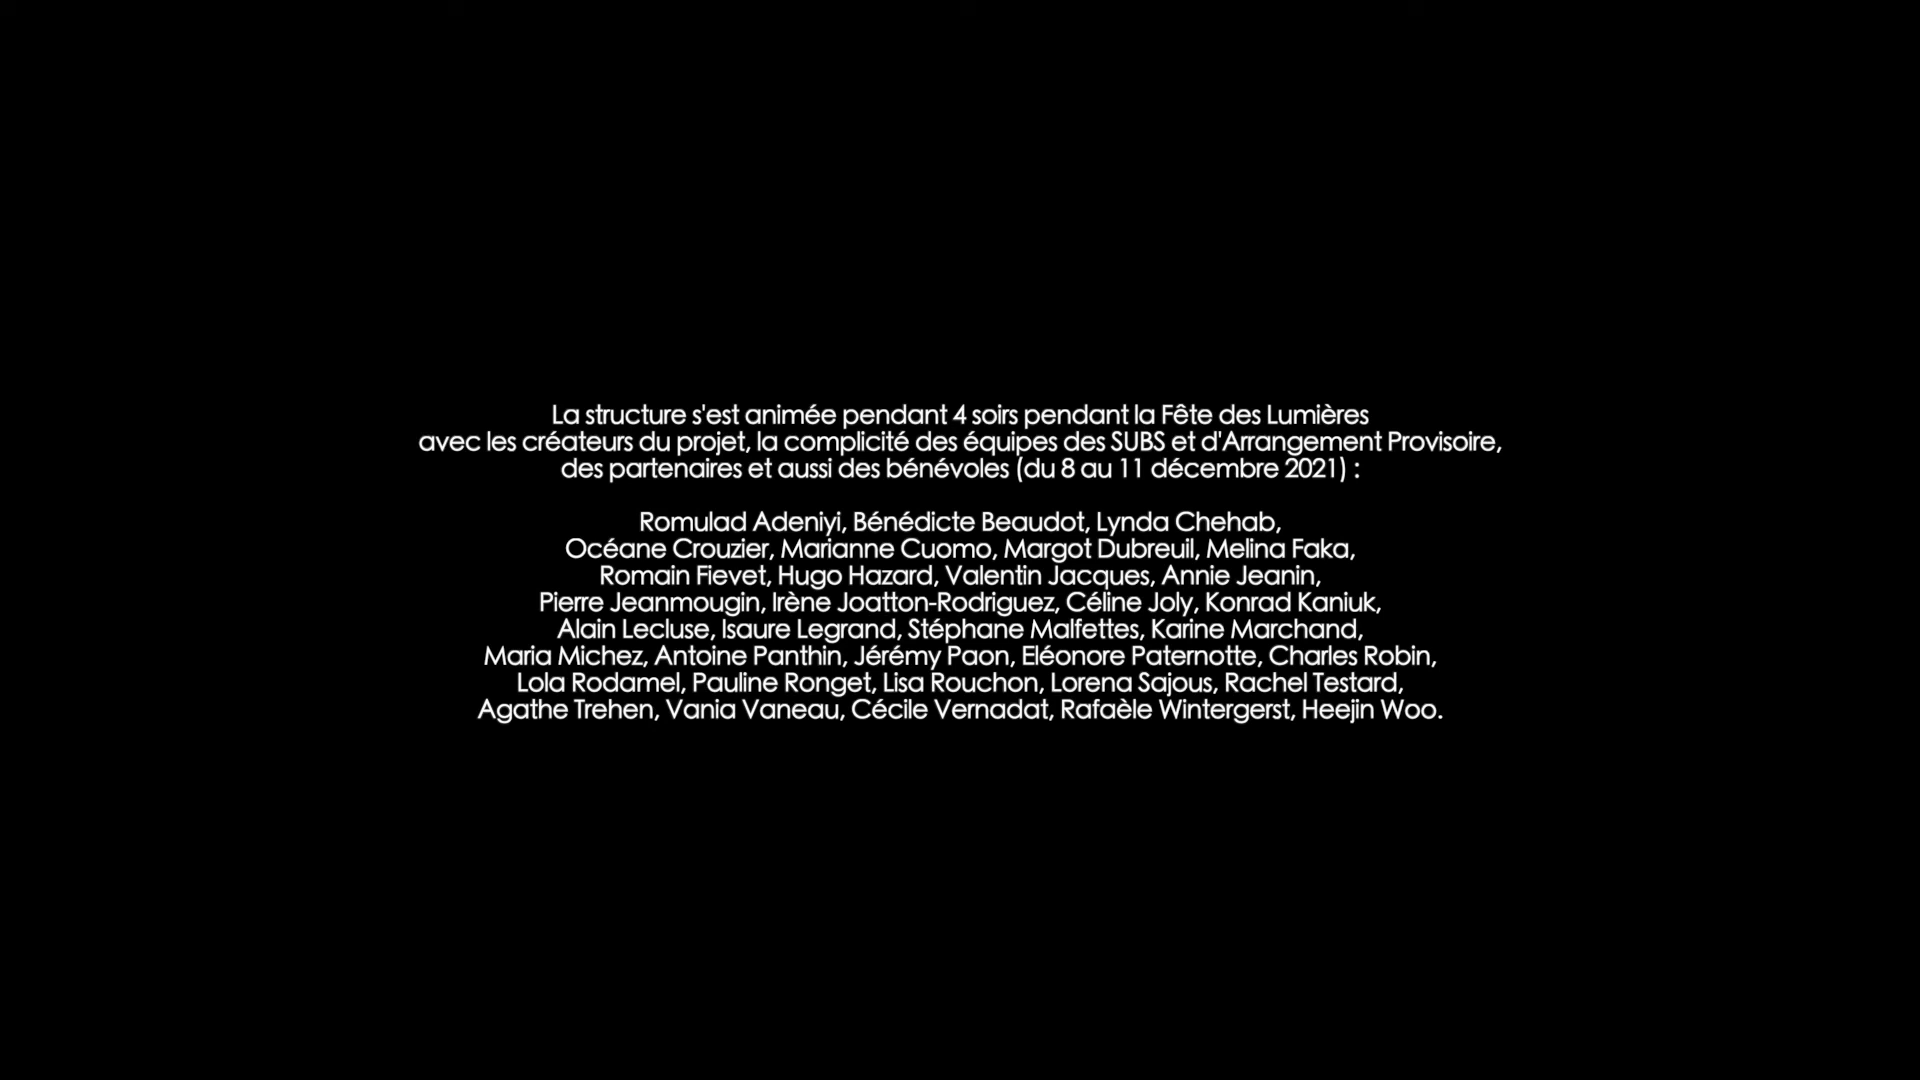 La structure s'est animée pendant 4 soirs pendant la Fête des Lumières
avec les créateurs du projet, la complicité des équipes des SUBS et d'Arrangement Provisoire,
des partenaires et aussi des bénévoles (du 8 au 11 décembre 2021) :
Romulad Adeniyi, Bénédicte Beaudot, Lynda Chehab,
Océane Crouzier, Marianne Cuomo, Margot Dubreuil, Melina Faka,
Romain Fievet, Hugo Hazard, Valentin Jacques, Annie Jeanin,
Pierre Jeanmougin, Irène Joatton-Rodriguez, Céline Joly, Konrad Kaniuk,
Alain Lecluse, Isaure Legrand, Stéphane Malfettes, Karine Marchand,
Maria Michez, Antoine Panthin, Jérémy Paon, Eléonore Paternotte, Charles Robin,
Lola Rodamel, Pauline Ronget, Lisa Rouchon, Lorena Sajous, Rachel Testard,
Agathe Trehen, Vania Vaneau, Cécile Vernadat, Rafaèle Wintergerst, Heejin Woo.